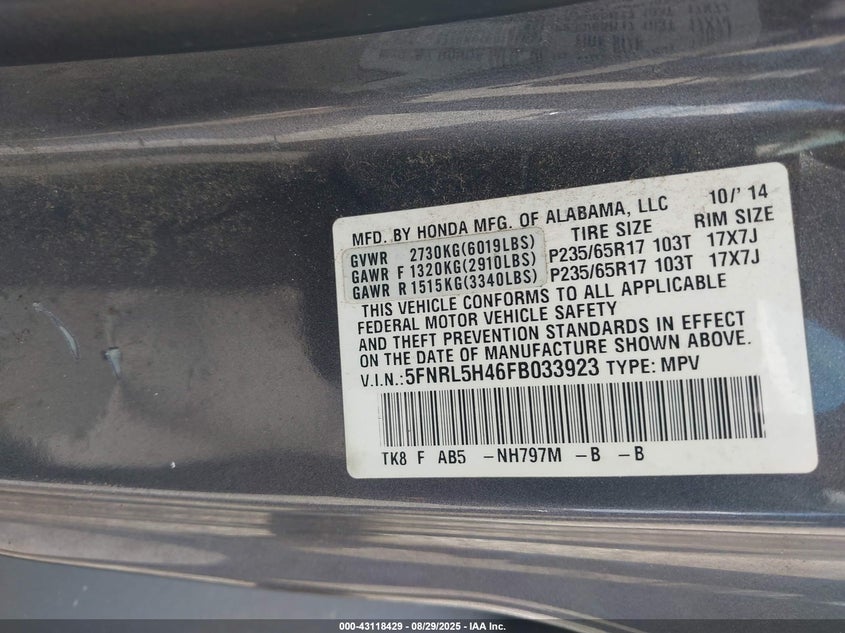 MFD. BY HONDA MFG. OF ALABAMA, LLC 10/'14
TIRE SIZE RIM SIZE
GVWR 2730KG(6019LBS)
GAWR F 1320KG(2910LBS) P235/65R17 103T 17X7J
GAWR R 1515KG(3340LBS) P235/65R17 103T 17X7J
THIS VEHICLE CONFORMS TO ALL APPLICABLE
FEDERAL MOTOR VEHICLE SAFETY
AND THEFT PREVENTION STANDARDS IN EFFECT
ON THE DATE OF MANUFACTURE SHOWN ABOVE.
V.I.N.: 5FNRL5H46FB033923 TYPE: MPV
TK8 F AB5 -NH797M -B -B
000-43118429 - 08/29/2025 - IAA Inc.